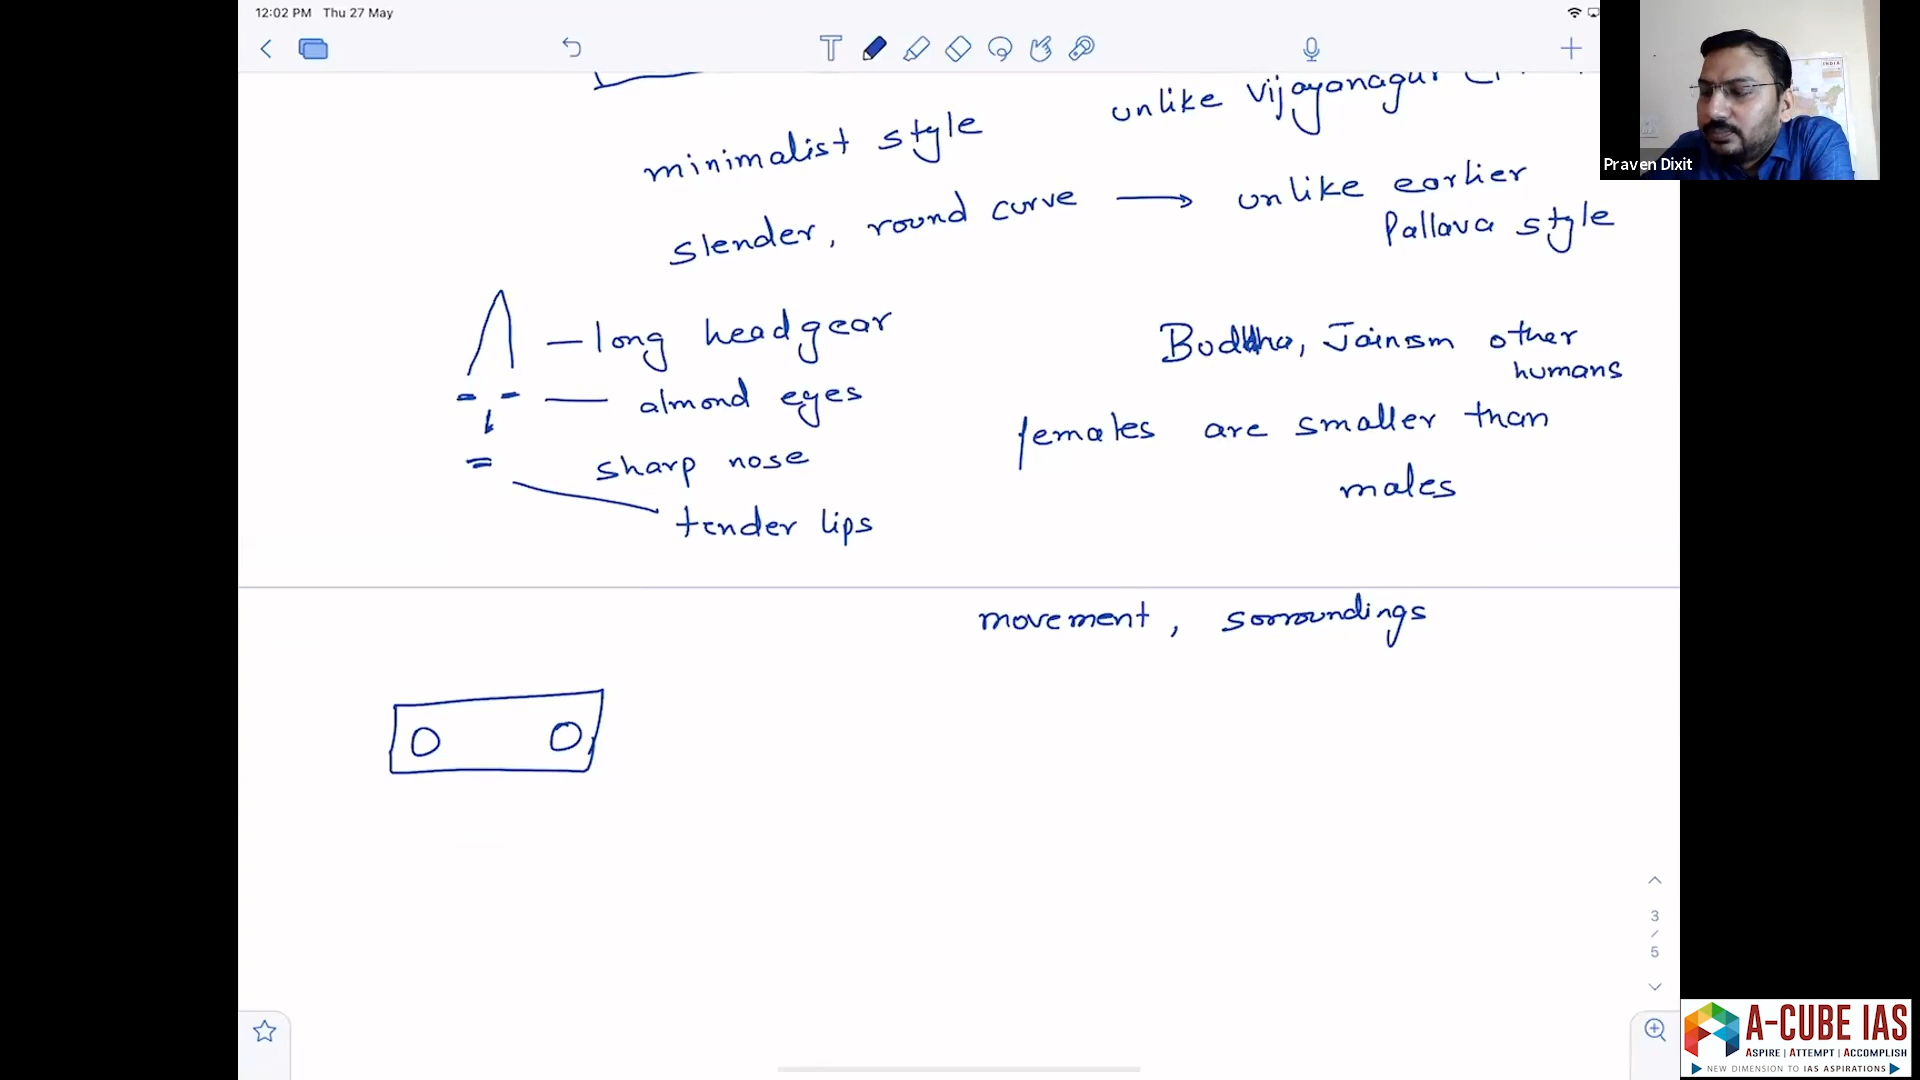 12:02 PM Thu 27 May
unlike Vijayanagar
minimalist style
Praven Dixit
slender, round curve → unlike earlier
Pallava style
— long headgear
Buddha, Jainism other
humans
— almond eyes
females are smaller than
males
sharp nose
tender lips
movement, sorroundings
3
/
5
A-CUBE IAS
ASPIRE | ATTEMPT | ACCOMPLISH
NEW DIMENSION TO IAS ASPIRATIONS